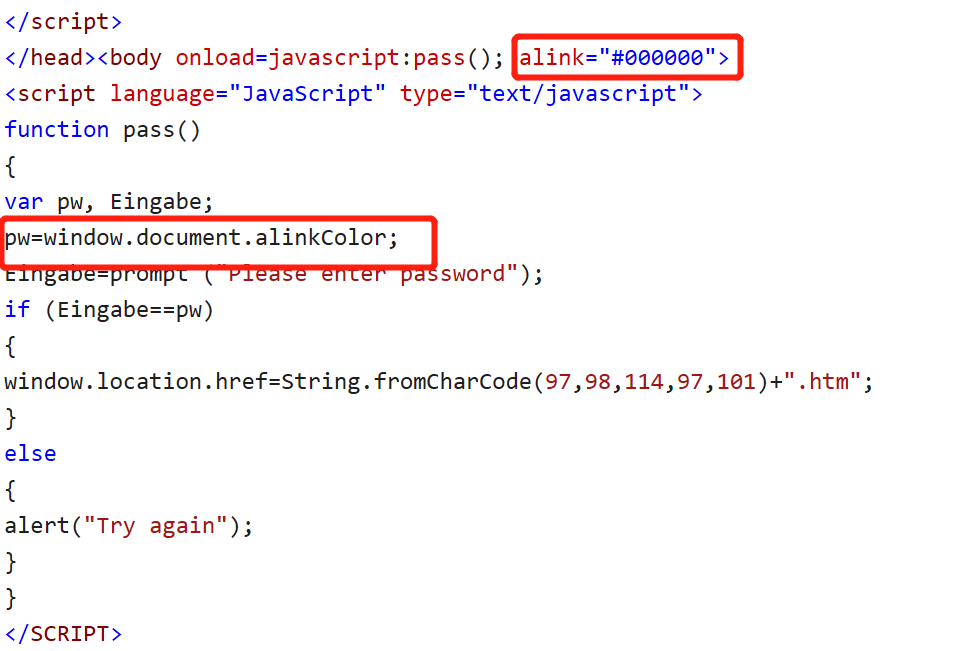 </script>
</head><body onload=javascript:pass(); alink="#000000">
<script language="JavaScript" type="text/javascript">
function pass()
{
var pw, Eingabe;
pw=window.document.alinkColor;
Eingabe=prompt ("Please enter password");
if (Eingabe==pw)
{
window.location.href=String.fromCharCode(97,98,114,97,101)+".htm";
}
else
{
alert("Try again");
}
}
</SCRIPT>